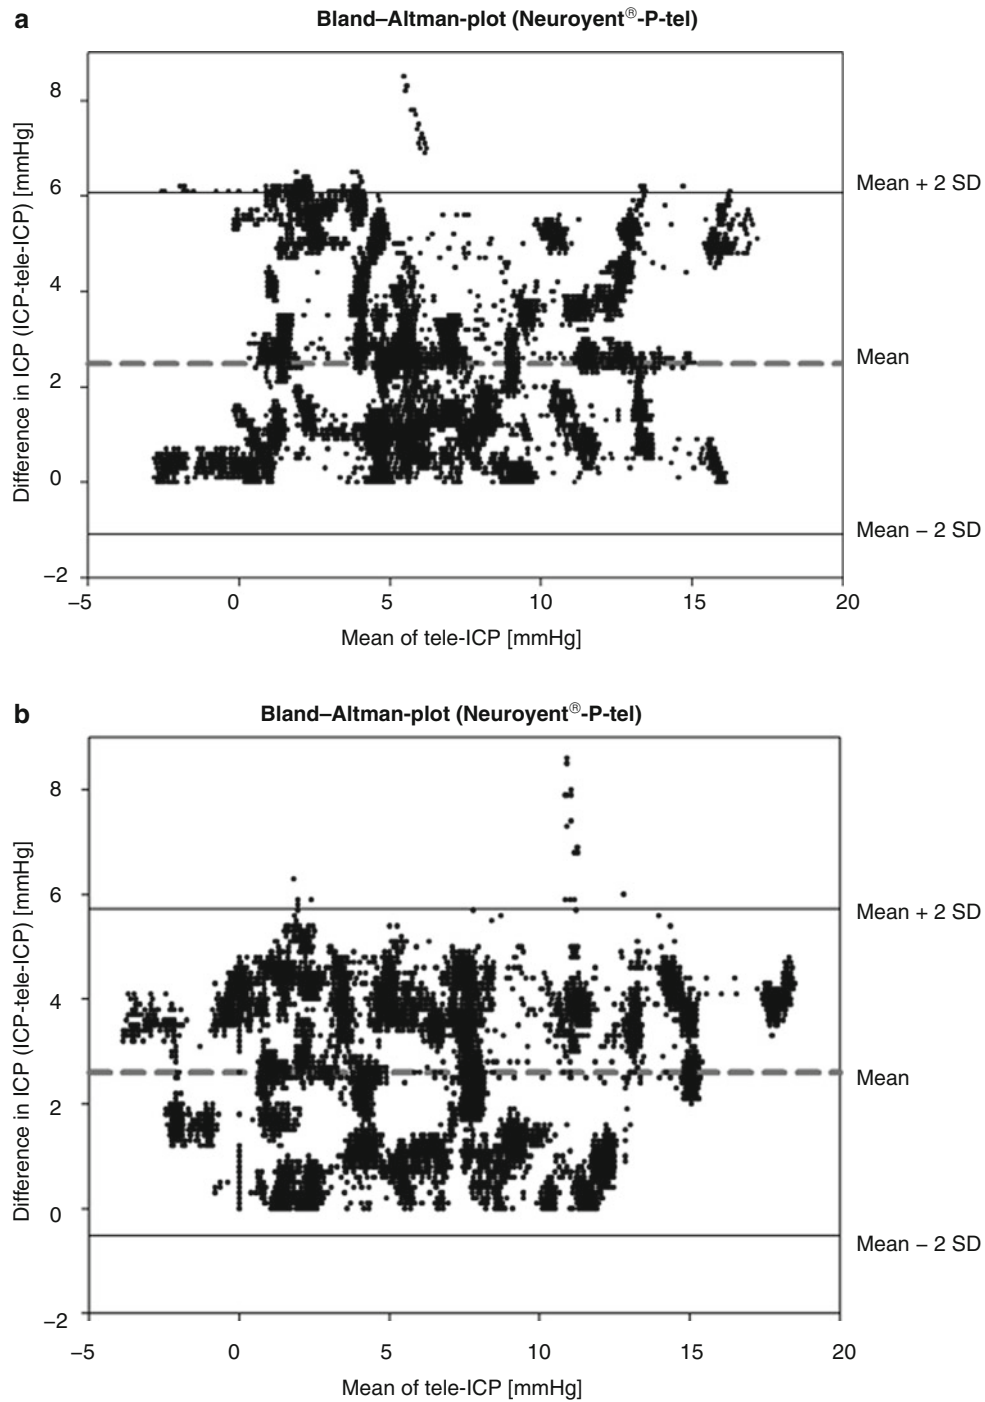 a
Bland–Altman-plot (Neuroyent®-P-tel)
Difference in ICP (ICP-tele-ICP) [mmHg]
8
6
4
2
0
−2
Mean + 2 SD
Mean
Mean − 2 SD
−5 0 5 10 15 20
Mean of tele-ICP [mmHg]
b
Bland–Altman-plot (Neuroyent®-P-tel)
Difference in ICP (ICP-tele-ICP) [mmHg]
8
6
4
2
0
−2
Mean + 2 SD
Mean
Mean − 2 SD
−5 0 5 10 15 20
Mean of tele-ICP [mmHg]